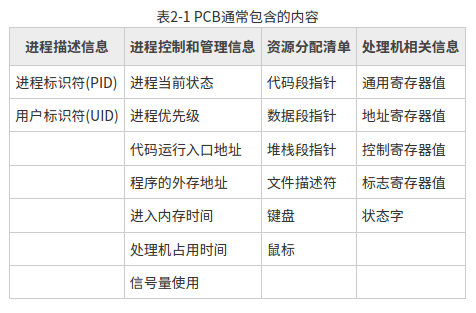 表2-1 PCB通常包含的内容
进程描述信息 进程控制和管理信息 资源分配清单 处理机相关信息
进程标识符(PID) 进程当前状态 代码段指针 通用寄存器值
用户标识符(UID) 进程优先级 数据段指针 地址寄存器值
代码运行入口地址 堆栈段指针 控制寄存器值
程序的外存地址 文件描述符 标志寄存器值
进入内存时间 键盘 状态字
处理机占用时间 鼠标
信号量使用